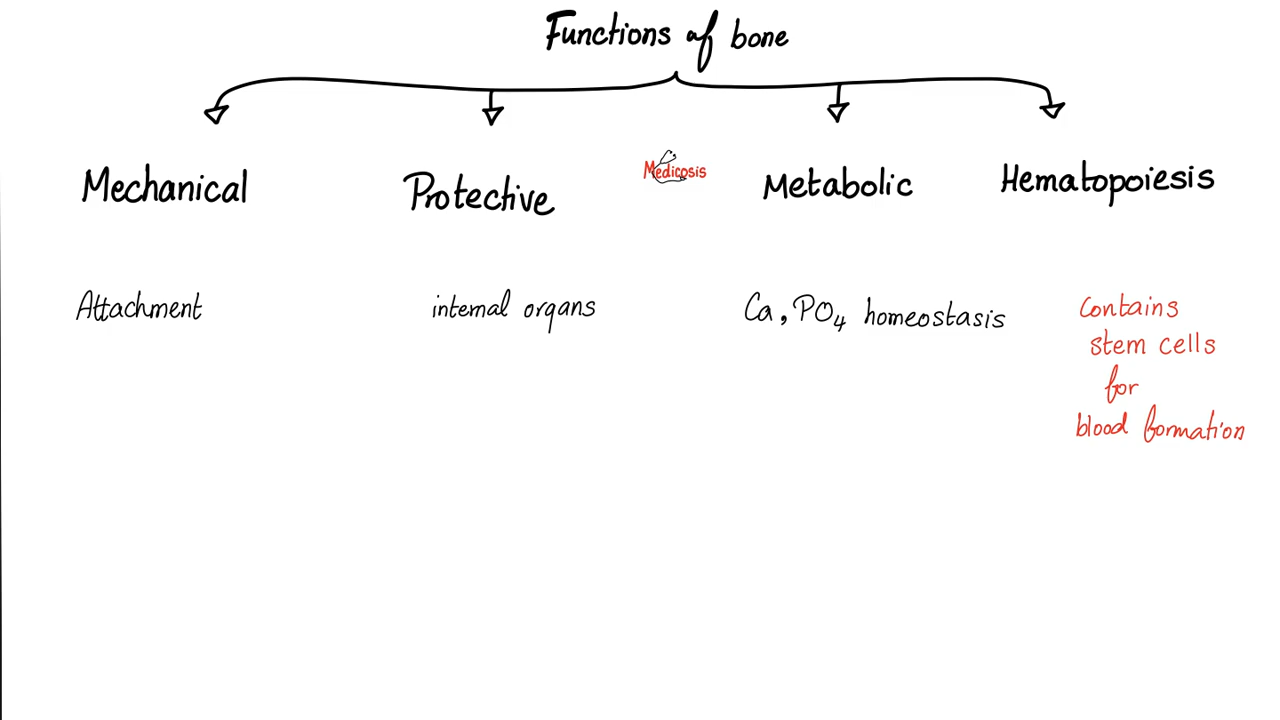 Functions of bone
Mechanical
Protective
Medicosis
Metabolic
Hematopoiesis
Attachment
internal organs
Ca, PO4 homeostasis
Contains
stem cells
for
blood formation